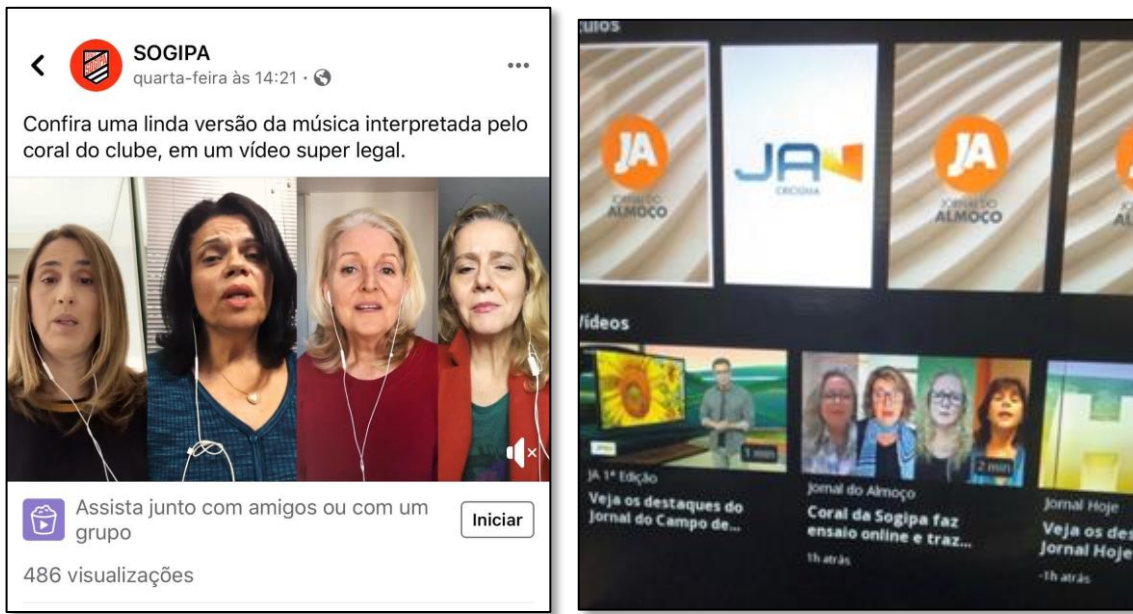 SOGIPA
quarta-feira às 14:21 ·
Confira uma linda versão da música interpretada pelo
coral do clube, em um vídeo super legal.
Assista junto com amigos ou com um
grupo
Iniciar
486 visualizações
JA
JORNAL DO
ALMOÇO
JA
CRICIÚMA
JA
JORNAL DO
ALMOÇO
Vídeos
1 min
JA 1ª Edição
Veja os destaques do
Jornal do Campo de...
2 min
Jornal do Almoço
Coral da Sogipa faz
ensaio online e traz...
1h atrás
Jornal Hoje
Veja os des
Jornal Hoje
-1h atrás